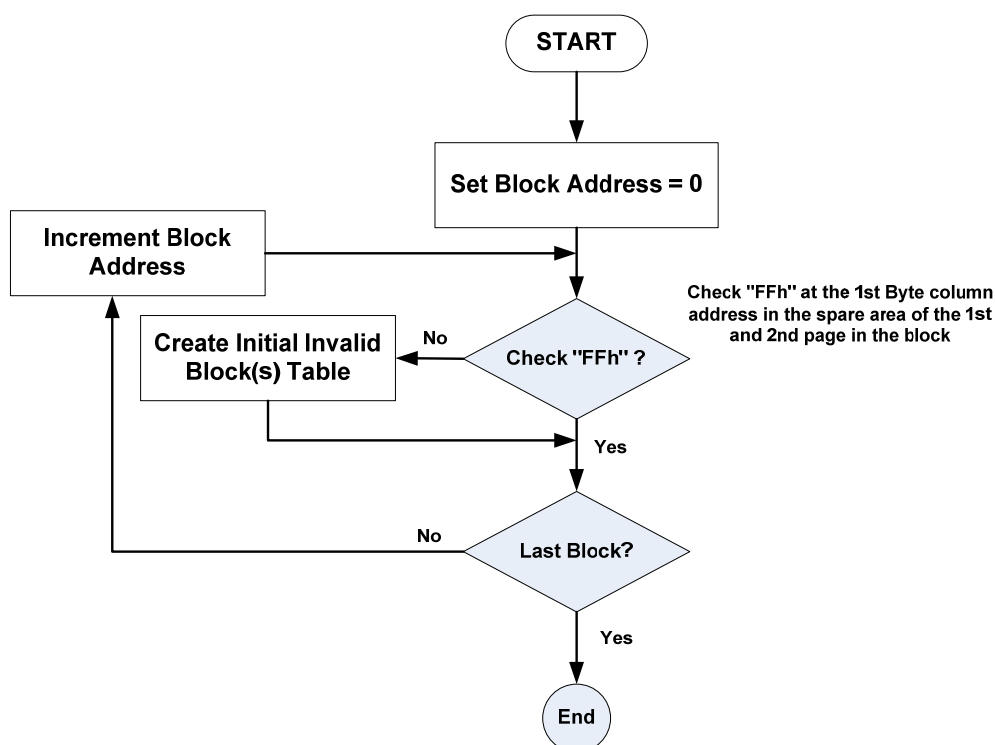 START
Set Block Address = 0
Increment Block
Address
Check "FFh" at the 1st Byte column
address in the spare area of the 1st
and 2nd page in the block
Create Initial Invalid
Block(s) Table
No
Check "FFh" ?
Yes
No
Last Block?
Yes
End